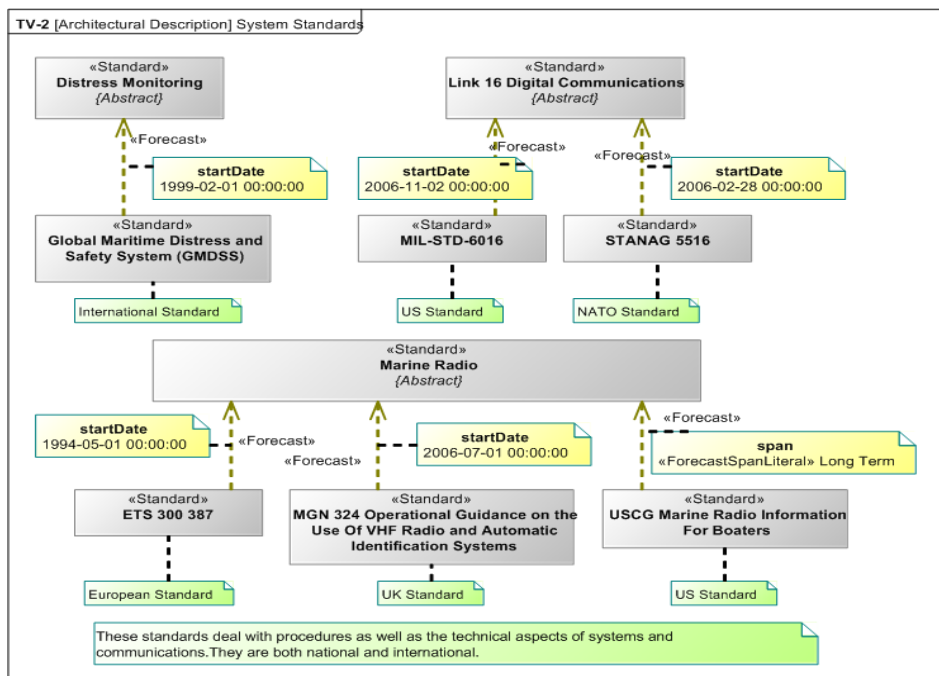 TV-2 [Architectural Description] System Standards
«Standard»
Distress Monitoring
{Abstract}
«Standard»
Link 16 Digital Communications
{Abstract}
«Forecast»
«Forecast»
«Forecast»
startDate
1999-02-01 00:00:00
startDate
2006-11-02 00:00:00
startDate
2006-02-28 00:00:00
«Standard»
Global Maritime Distress and
Safety System (GMDSS)
«Standard»
MIL-STD-6016
«Standard»
STANAG 5516
International Standard
US Standard
NATO Standard
«Standard»
Marine Radio
{Abstract}
startDate
1994-05-01 00:00:00
«Forecast»
«Forecast»
startDate
2006-07-01 00:00:00
«Forecast»
span
«ForecastSpanLiteral» Long Term
«Standard»
ETS 300 387
«Standard»
MGN 324 Operational Guidance on the
Use Of VHF Radio and Automatic
Identification Systems
«Standard»
USCG Marine Radio Information
For Boaters
European Standard
UK Standard
US Standard
These standards deal with procedures as well as the technical aspects of systems and
communications.They are both national and international.